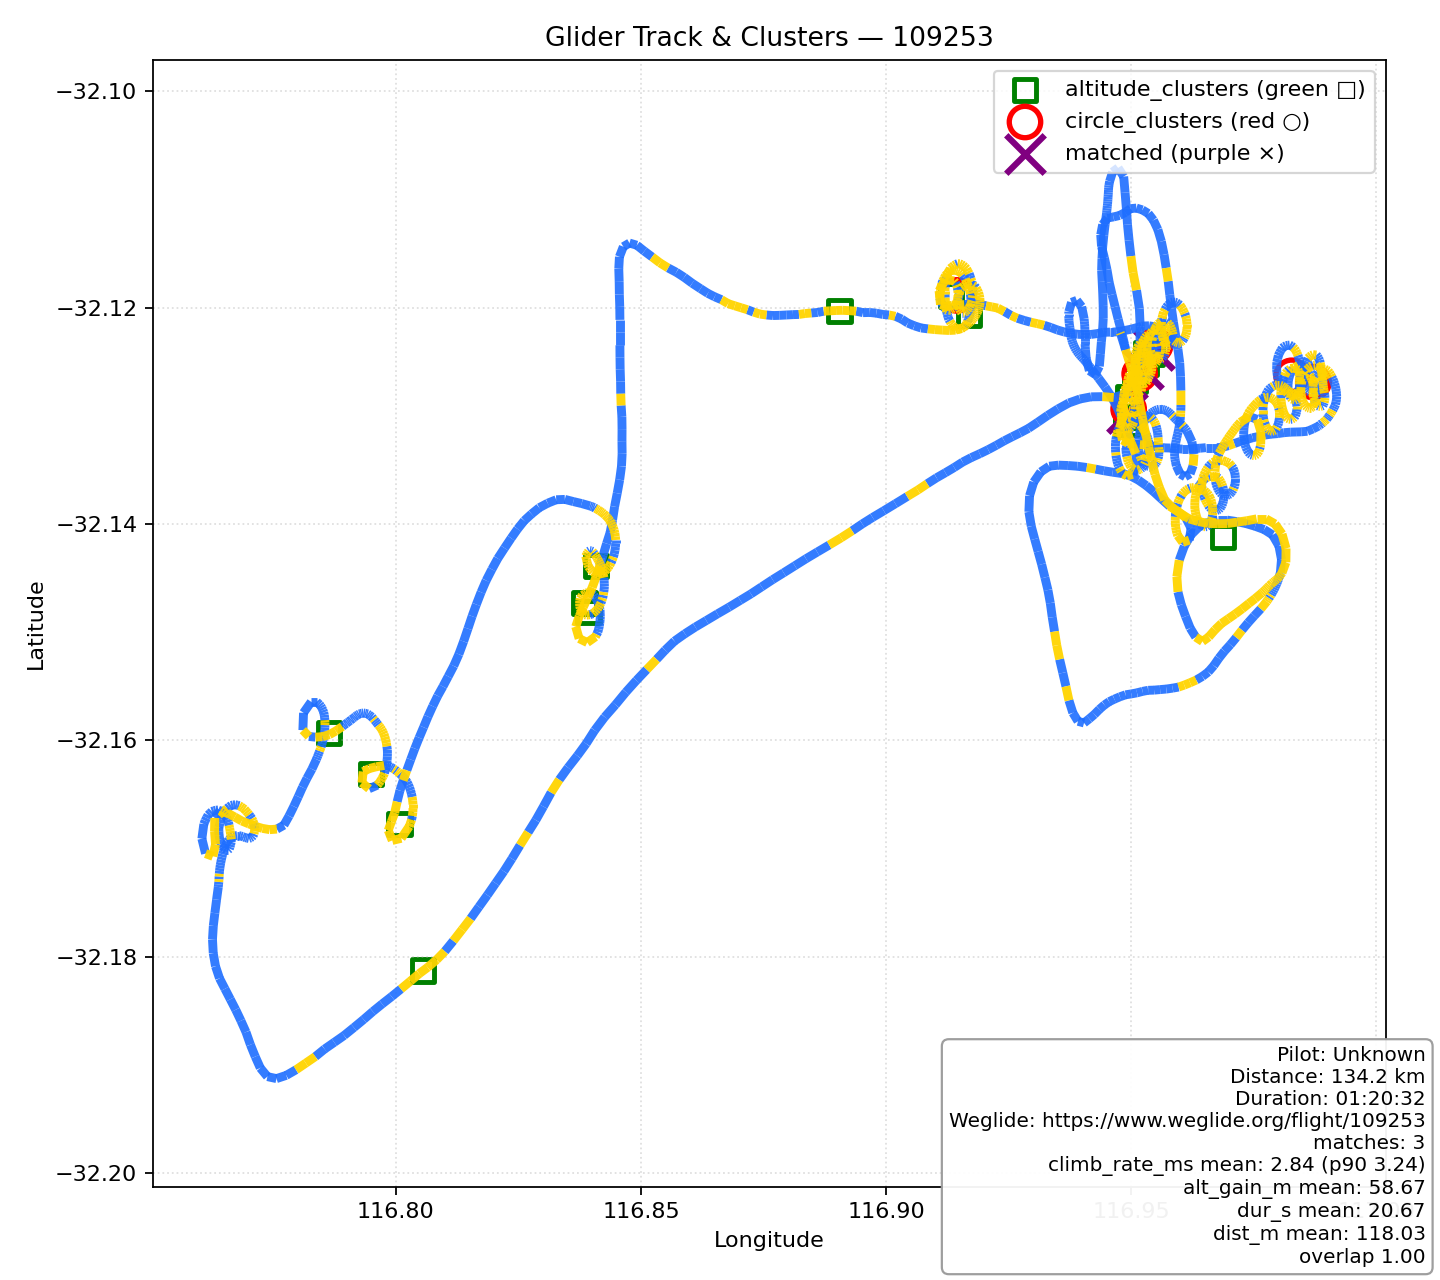 Glider Track & Clusters — 109253
altitude_clusters (green □)
circle_clusters (red ○)
matched (purple ×)
−32.10
−32.12
−32.14
−32.16
−32.18
−32.20
Latitude
116.80
116.85
116.90
116.95
Longitude
Pilot: Unknown
Distance: 134.2 km
Duration: 01:20:32
Weglide: https://www.weglide.org/flight/109253
matches: 3
climb_rate_ms mean: 2.84 (p90 3.24)
alt_gain_m mean: 58.67
dur_s mean: 20.67
dist_m mean: 118.03
overlap 1.00